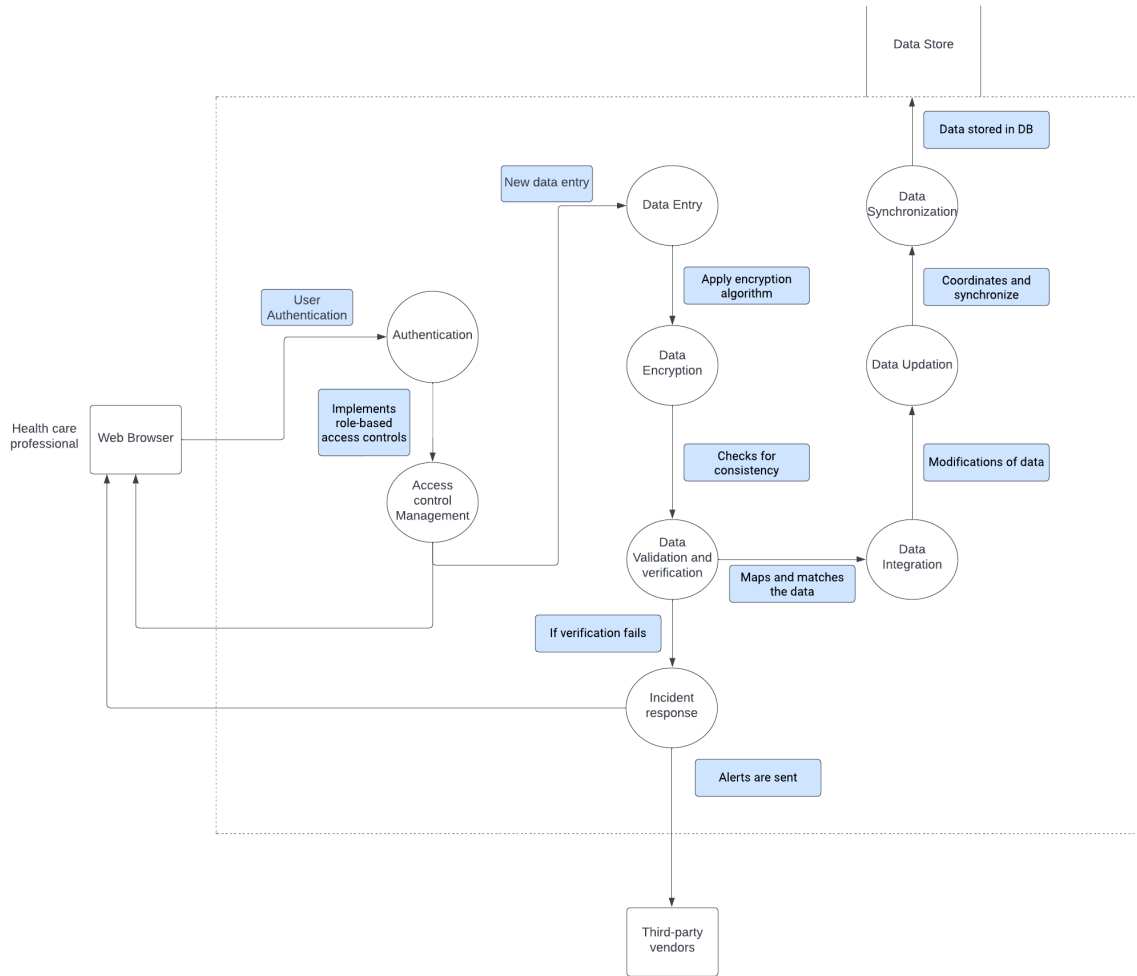 Data Store
Data stored in DB
New data entry
Data Entry
Data
Synchronization
Apply encryption
algorithm
Coordinates and
synchronize
User
Authentication
Authentication
Data
Encryption
Data Updation
Implements
role-based
access controls
Health care
professional
Web Browser
Checks for
consistency
Modifications of data
Access
control
Management
Data
Validation and
verification
Maps and matches
the data
Data
Integration
If verification fails
Incident
response
Alerts are sent
Third-party
vendors